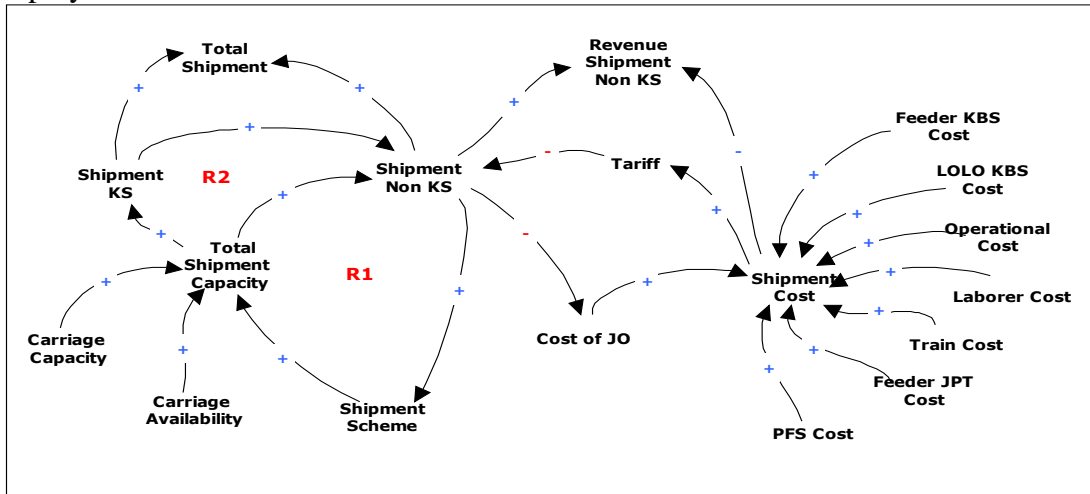 Total
Shipment
Revenue
Shipment
Non KS
+
+
+
-
Feeder KBS
Cost
+
Shipment
KS
R2
Shipment
Non KS
-
Tariff
+
LOLO KBS
Cost
+
+
+
-
+
Operational
Cost
Total
Shipment
Capacity
R1
+
Shipment
Cost
+
Laborer Cost
+
+
Carriage
Capacity
+
+
Cost of JO
+
+
Train Cost
+
Feeder JPT
Cost
Carriage
Availability
Shipment
Scheme
PFS Cost